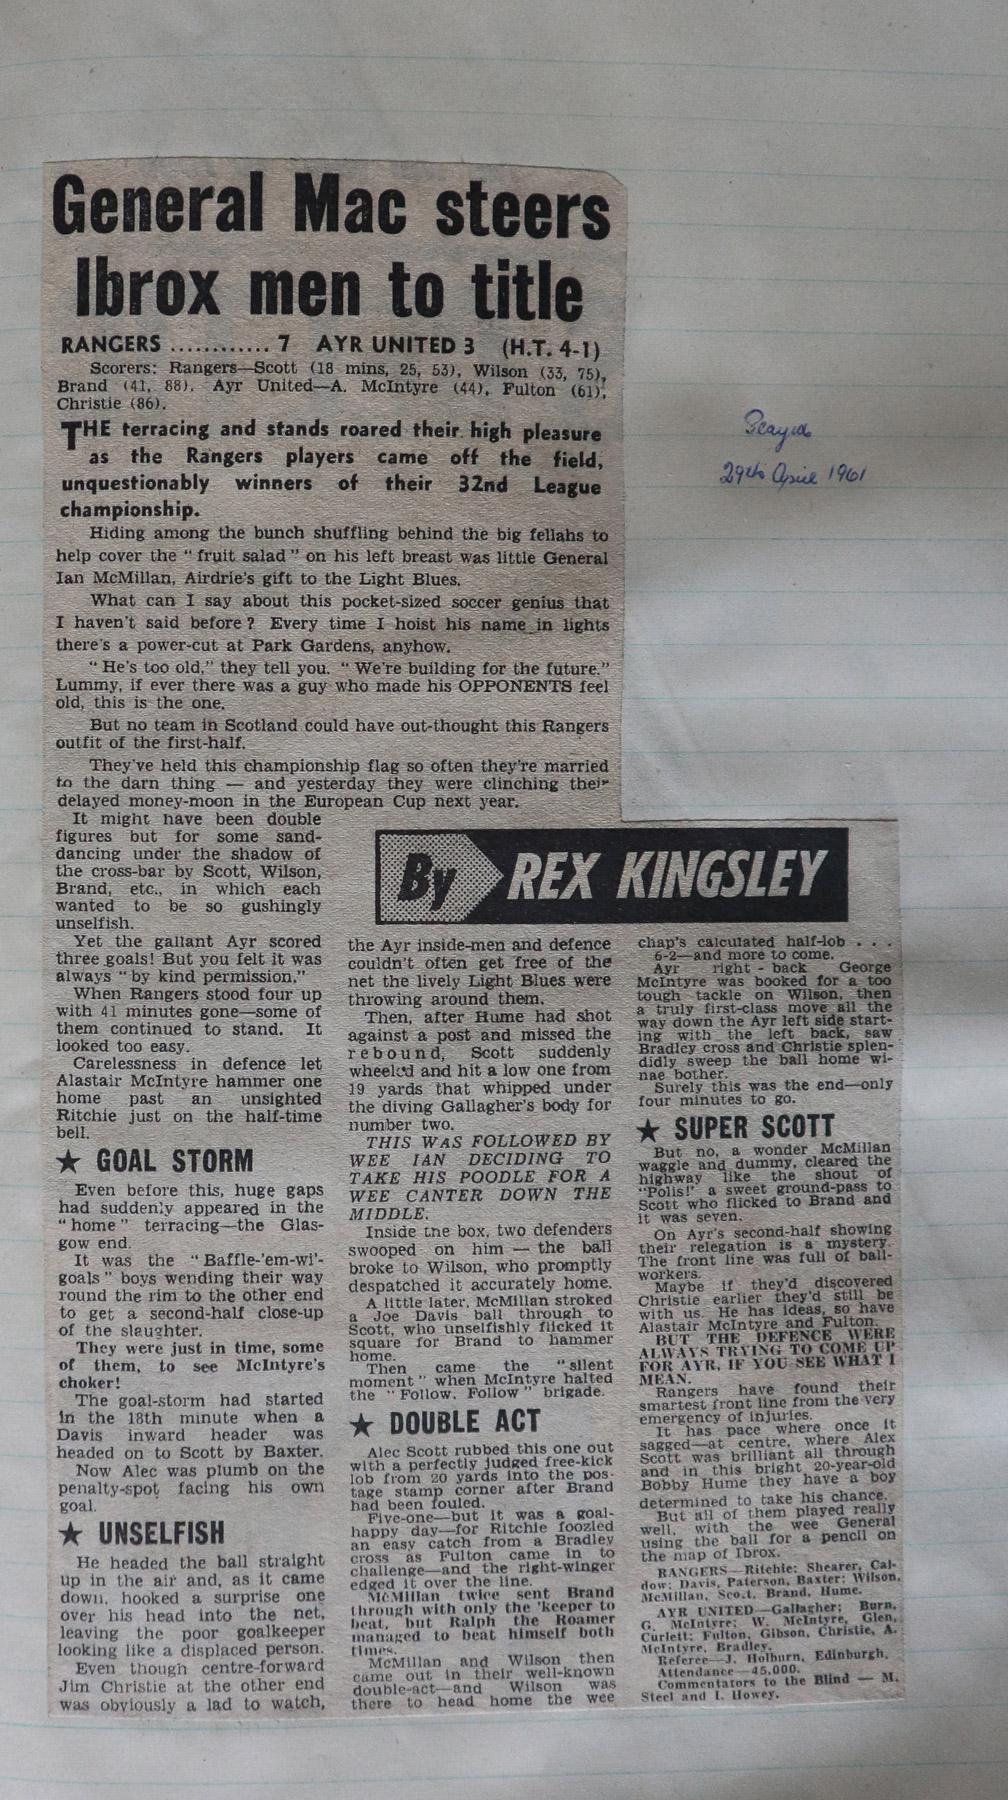 General Mac steers
Ibrox men to title
RANGERS ............ 7 AYR UNITED 3 (H.T. 4-1)
Scorers: Rangers—Scott (18 mins, 25, 53), Wilson (33, 75),
Brand (41, 88). Ayr United—A. McIntyre (44), Fulton (61),
Christie (86).
THE terracing and stands roared their high pleasure
as the Rangers players came off the field,
unquestionably winners of their 32nd League
championship.
Hiding among the bunch shuffling behind the big fellahs to
help cover the "fruit salad" on his left breast was little General
Ian McMillan, Airdrie's gift to the Light Blues.
What can I say about this pocket-sized soccer genius that
I haven't said before? Every time I hoist his name in lights
there's a power-cut at Park Gardens, anyhow.
"He's too old," they tell you. "We're building for the future."
Lummy, if ever there was a guy who made his OPPONENTS feel
old, this is the one.
But no team in Scotland could have out-thought this Rangers
outfit of the first-half.
They've held this championship flag so often they're married
to the darn thing — and yesterday they were clinching their
delayed money-moon in the European Cup next year.
It might have been double
figures but for some sand-
dancing under the shadow of
the cross-bar by Scott, Wilson,
Brand, etc., in which each
wanted to be so gushingly
unselfish.
Yet the gallant Ayr scored
three goals! But you felt it was
always "by kind permission."
When Rangers stood four up
with 41 minutes gone—some of
them continued to stand. It
looked too easy.
Carelessness in defence let
Alastair McIntyre hammer one
home past an unsighted
Ritchie just on the half-time
bell.
★ GOAL STORM
Even before this, huge gaps
had suddenly appeared in the
"home" terracing—the Glas-
gow end.
It was the "Baffle-'em-wi'-
goals" boys wending their way
round the rim to the other end
to get a second-half close-up
of the slaughter.
They were just in time, some
of them, to see McIntyre's
choker!
The goal-storm had started
in the 18th minute when a
Davis inward header was
headed on to Scott by Baxter.
Now Alec was plumb on the
penalty-spot facing his own
goal.
★ UNSELFISH
He headed the ball straight
up in the air and, as it came
down, hooked a surprise one
over his head into the net,
leaving the poor goalkeeper
looking like a displaced person.
Even though centre-forward
Jim Christie at the other end
was obviously a lad to watch,
By REX KINGSLEY
the Ayr inside-men and defence
couldn't often get free of the
net the lively Light Blues were
throwing around them.
Then, after Hume had shot
against a post and missed the
rebound, Scott suddenly
wheeled and hit a low one from
19 yards that whipped under
the diving Gallagher's body for
number two.
THIS WAS FOLLOWED BY
WEE IAN DECIDING TO
TAKE HIS POODLE FOR A
WEE CANTER DOWN THE
MIDDLE.
Inside the box, two defenders
swooped on him — the ball
broke to Wilson, who promptly
despatched it accurately home.
A little later, McMillan stroked
a Joe Davis ball through to
Scott, who unselfishly flicked it
square for Brand to hammer
home.
Then came the "silent
moment" when McIntyre halted
the "Follow, Follow" brigade.
★ DOUBLE ACT
Alec Scott rubbed this one out
with a perfectly judged free-kick
lob from 20 yards into the pos-
tage stamp corner after Brand
had been fouled.
Five-one—but it was a goal-
happy day—for Ritchie foozled
an easy catch from a Bradley
cross as Fulton came in to
challenge—and the right-winger
edged it over the line.
McMillan twice sent Brand
through with only the 'keeper to
beat, but Ralph the Roamer
managed to beat himself both
times.
McMillan and Wilson then
came out in their well-known
double-act—and Wilson was
there to head home the wee
chap's calculated half-lob . . .
6-2—and more to come.
Ayr right-back George
McIntyre was booked for a too
tough tackle on Wilson, then
a truly first-class move all the
way down the Ayr left side start-
ing with the left back, saw
Bradley cross and Christie splen-
didly sweep the ball home wi-
nae bother.
Surely this was the end—only
four minutes to go.
★ SUPER SCOTT
But no, a wonder McMillan
waggle and dummy, cleared the
highway like the shout of
"Polis!" a sweet ground-pass to
Scott who flicked to Brand and
it was seven.
On Ayr's second-half showing
their relegation is a mystery.
The front line was full of ball-
workers.
Maybe if they'd discovered
Christie earlier they'd still be
with us. He has ideas, so have
Alastair McIntyre and Fulton.
BUT THE DEFENCE WERE
ALWAYS TRYING TO COME UP
FOR AYR, IF YOU SEE WHAT I
MEAN.
Rangers have found their
smartest front line from the very
emergency of injuries.
It has pace where once it
sagged—at centre, where Alex
Scott was brilliant all through
and in this bright 20-year-old
Bobby Hume they have a boy
determined to take his chance.
But all of them played really
well, with the wee General
using the ball for a pencil on
the map of Ibrox.
RANGERS—Ritchie; Shearer, Cal-
dow; Davis, Paterson, Baxter; Wilson,
McMillan, Scott, Brand, Hume.
AYR UNITED—Gallagher; Burn,
G. McIntyre; W. McIntyre, Glen,
Curlett; Fulton, Gibson, Christie, A.
McIntyre, Bradley.
Referee—J. Holburn, Edinburgh.
Attendance—45,000.
Commentators to the Blind — M.
Steel and I. Howey.
Played
29th April 1961